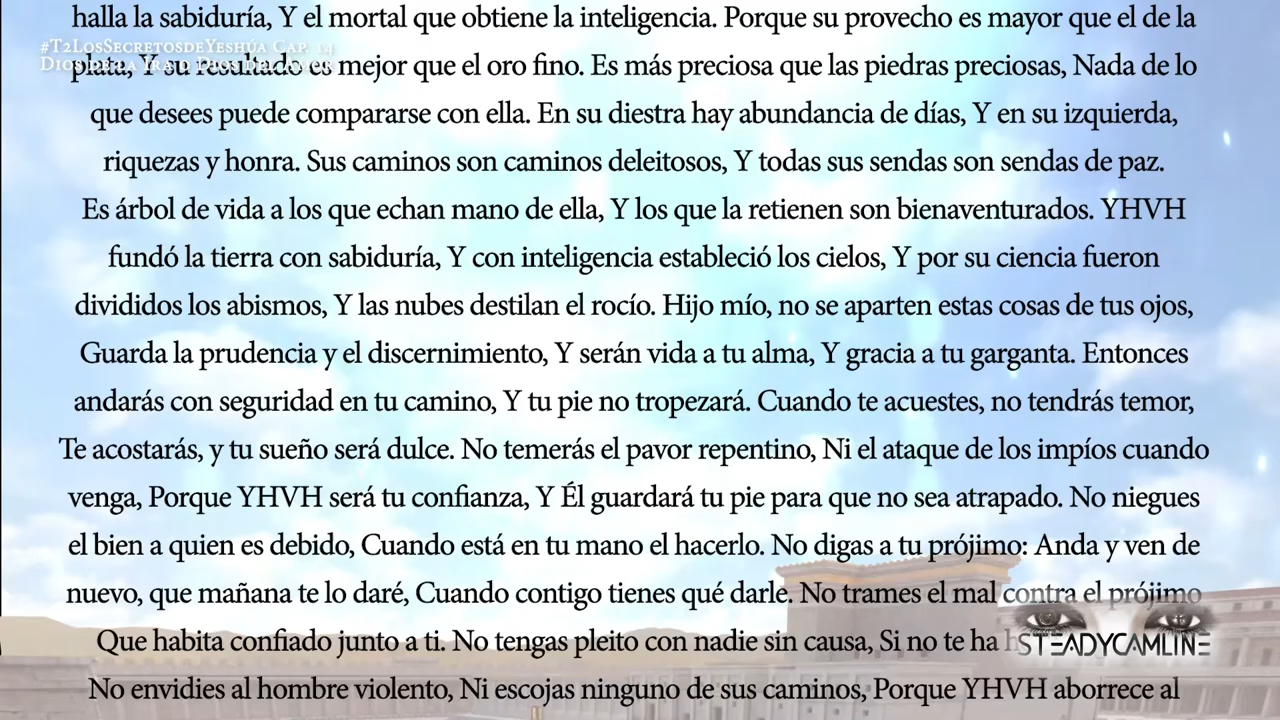 halla la sabiduría, Y el mortal que obtiene la inteligencia. Porque su provecho es mayor que el de la
#T2LosSecretosdeYeshúa Cap. 14
Dios de la Ira o Dios del Amor
plata, Y su resultado es mejor que el oro fino. Es más preciosa que las piedras preciosas, Nada de lo
que desees puede compararse con ella. En su diestra hay abundancia de días, Y en su izquierda,
riquezas y honra. Sus caminos son caminos deleitosos, Y todas sus sendas son sendas de paz.
Es árbol de vida a los que echan mano de ella, Y los que la retienen son bienaventurados. YHVH
fundó la tierra con sabiduría, Y con inteligencia estableció los cielos, Y por su ciencia fueron
divididos los abismos, Y las nubes destilan el rocío. Hijo mío, no se aparten estas cosas de tus ojos,
Guarda la prudencia y el discernimiento, Y serán vida a tu alma, Y gracia a tu garganta. Entonces
andarás con seguridad en tu camino, Y tu pie no tropezará. Cuando te acuestes, no tendrás temor,
Te acostarás, y tu sueño será dulce. No temerás el pavor repentino, Ni el ataque de los impíos cuando
venga, Porque YHVH será tu confianza, Y Él guardará tu pie para que no sea atrapado. No niegues
el bien a quien es debido, Cuando está en tu mano el hacerlo. No digas a tu prójimo: Anda y ven de
nuevo, que mañana te lo daré, Cuando contigo tienes qué darle. No trames el mal contra el prójimo
Que habita confiado junto a ti. No tengas pleito con nadie sin causa, Si no te ha
STEADYCAMLINE
No envidies al hombre violento, Ni escojas ninguno de sus caminos, Porque YHVH aborrece al